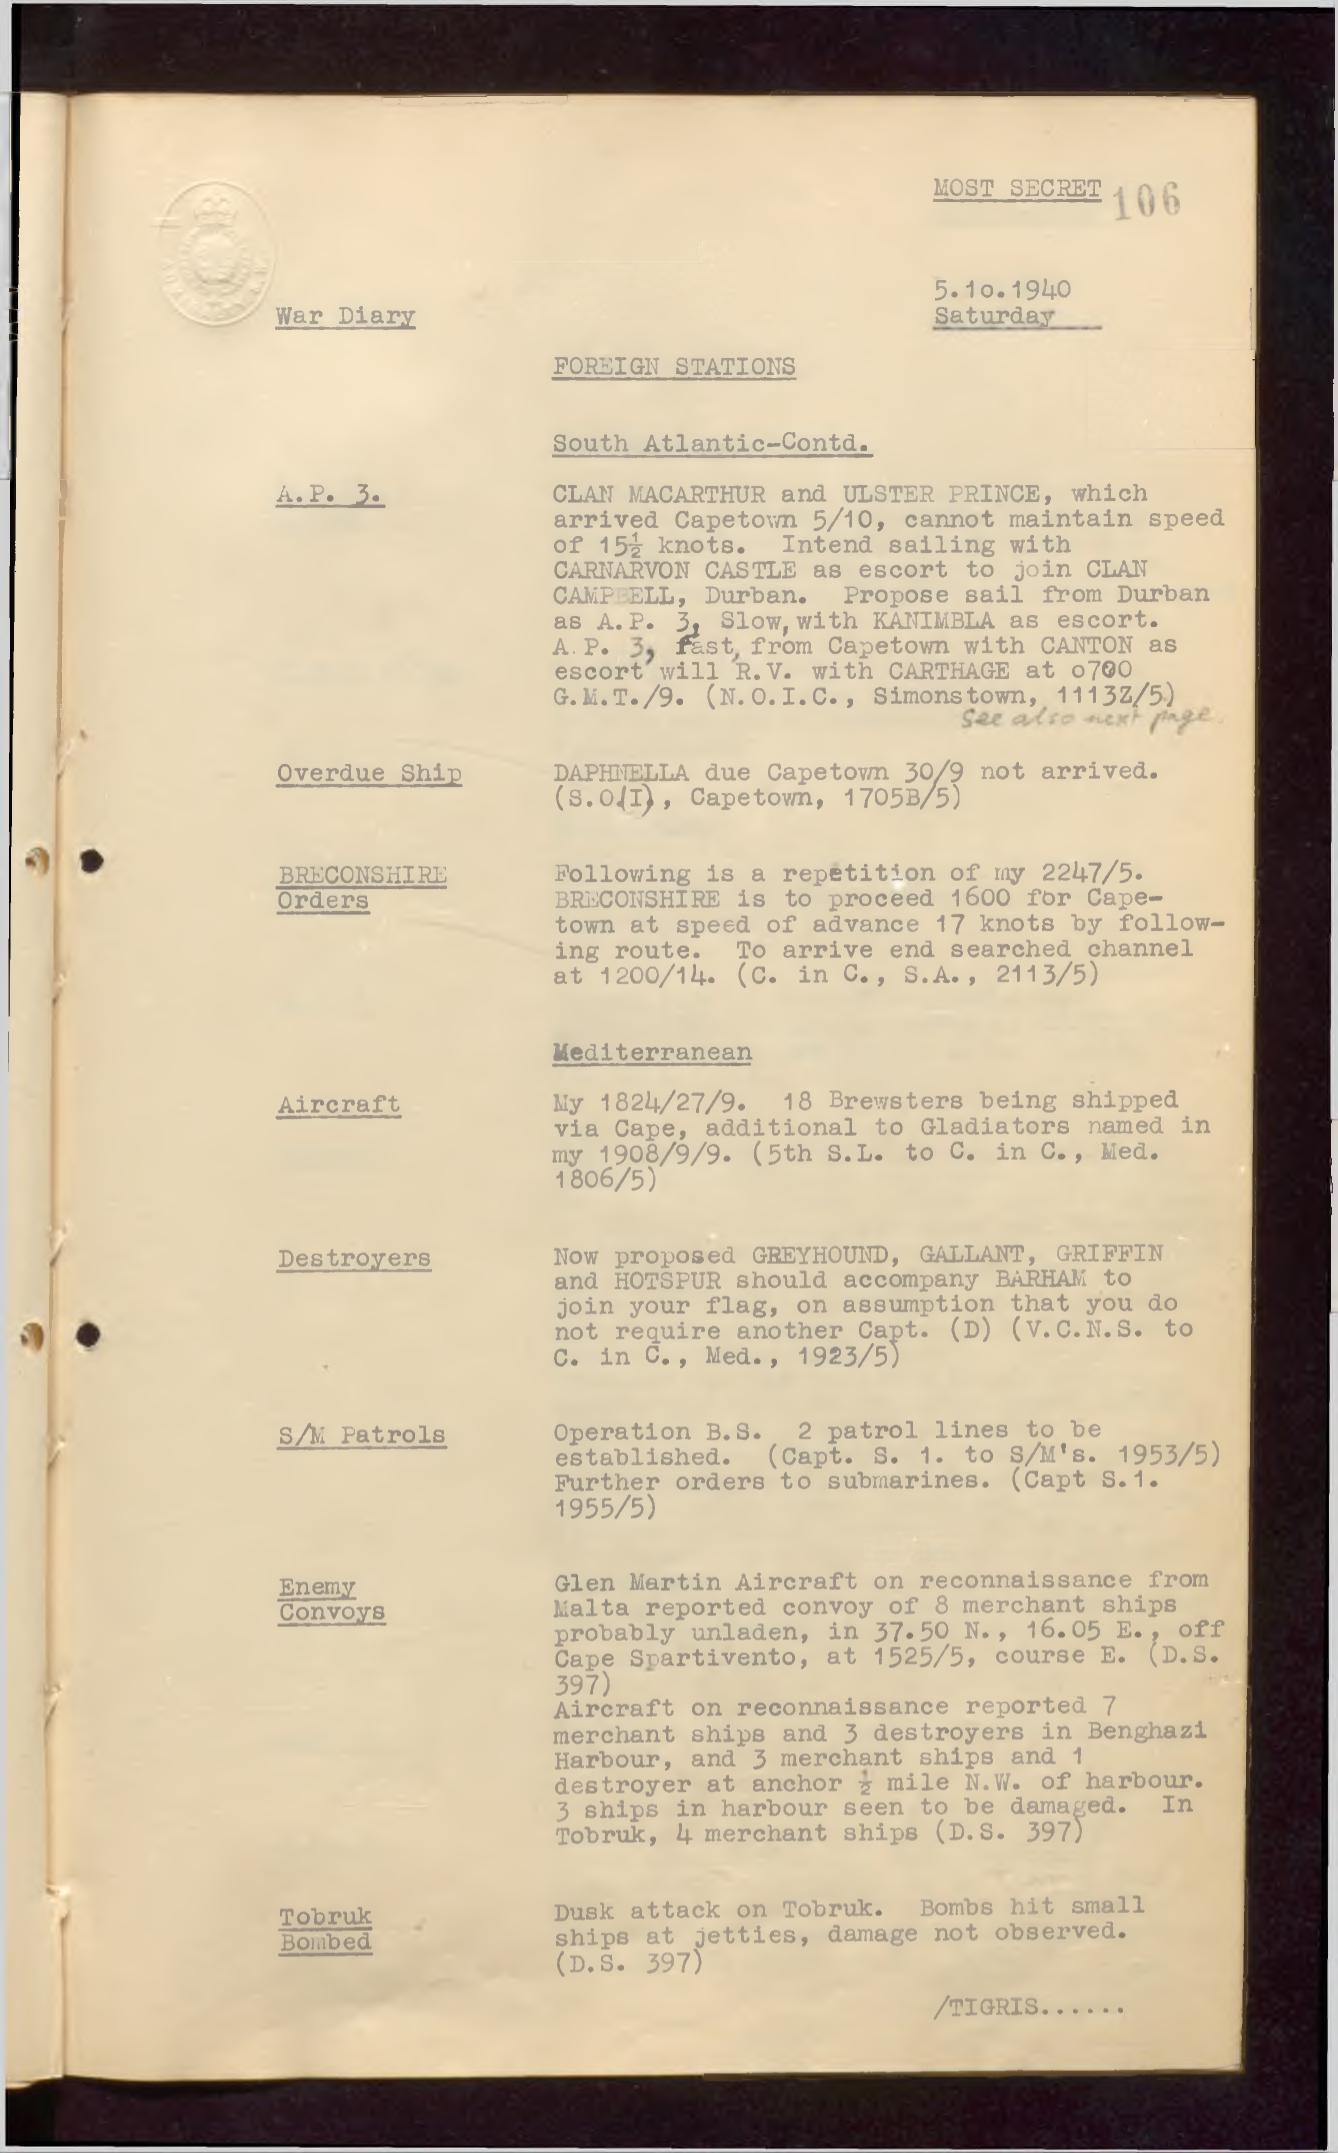 MOST SECRET 106
5.10.1940
War Diary
Saturday
FOREIGN STATIONS
South Atlantic-Contd.
A.P. 3.
CLAN MACARTHUR and ULSTER PRINCE, which
arrived Capetown 5/10, cannot maintain speed
of 15½ knots. Intend sailing with
CARNARVON CASTLE as escort to join CLAN
CAMPBELL, Durban. Propose sail from Durban
as A.P. 3, Slow, with KANIMBLA as escort.
A.P. 3, fast, from Capetown with CANTON as
escort will R.V. with CARTHAGE at 0700
G.M.T./9. (N.O.I.C., Simonstown, 1113Z/5)
See also next page.
Overdue Ship
DAPHNELLA due Capetown 30/9 not arrived.
(S.O.(I), Capetown, 1705B/5)
BRECONSHIRE
Orders
Following is a repetition of my 2247/5.
BRECONSHIRE is to proceed 1600 for Cape-
town at speed of advance 17 knots by follow-
ing route. To arrive end searched channel
at 1200/14. (C. in C., S.A., 2113/5)
Mediterranean
Aircraft
My 1824/27/9. 18 Brewsters being shipped
via Cape, additional to Gladiators named in
my 1908/9/9. (5th S.L. to C. in C., Med.
1806/5)
Destroyers
Now proposed GREYHOUND, GALLANT, GRIFFIN
and HOTSPUR should accompany BARHAM to
join your flag, on assumption that you do
not require another Capt. (D) (V.C.N.S. to
C. in C., Med., 1923/5)
S/M Patrols
Operation B.S. 2 patrol lines to be
established. (Capt. S. 1. to S/M's. 1953/5)
Further orders to submarines. (Capt S.1.
1955/5)
Enemy
Convoys
Glen Martin Aircraft on reconnaissance from
Malta reported convoy of 8 merchant ships
probably unladen, in 37.50 N., 16.05 E., off
Cape Spartivento, at 1525/5, course E. (D.S.
397)
Aircraft on reconnaissance reported 7
merchant ships and 3 destroyers in Benghazi
Harbour, and 3 merchant ships and 1
destroyer at anchor ½ mile N.W. of harbour.
3 ships in harbour seen to be damaged. In
Tobruk, 4 merchant ships (D.S. 397)
Tobruk
Bombed
Dusk attack on Tobruk. Bombs hit small
ships at jetties, damage not observed.
(D.S. 397)
/TIGRIS......